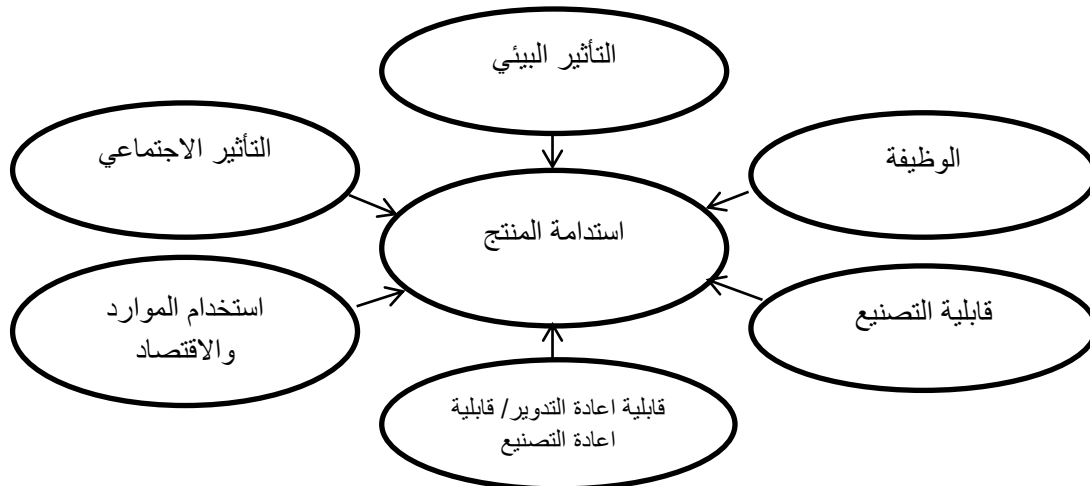 التأثير البيئي
الوظيفة
التأثير الاجتماعي
استدامة المنتج
قابلية التصنيع
استخدام الموارد
والاقتصاد
قابلية اعادة التدوير/ قابلية
اعادة التصنيع